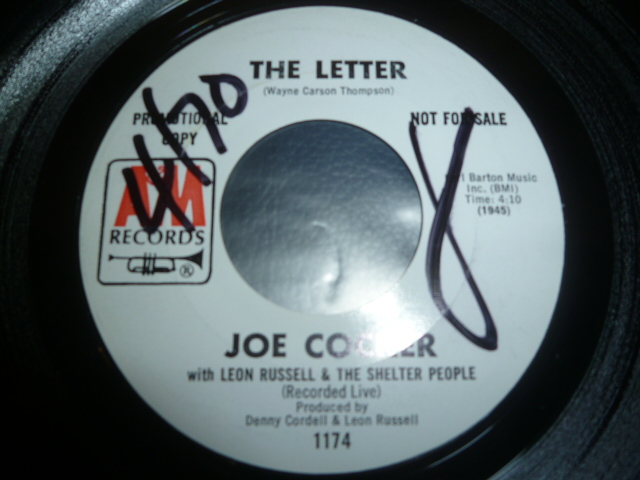 THE LETTER
(Wayne Carson Thompson)
PROMOTIONAL
COPY
NOT FOR SALE
A&M
RECORDS
®
Barton Music
Inc. (BMI)
Time: 4:10
(1945)
JOE COCKER
with LEON RUSSELL & THE SHELTER PEOPLE
(Recorded Live)
Produced by
Denny Cordell & Leon Russell
1174